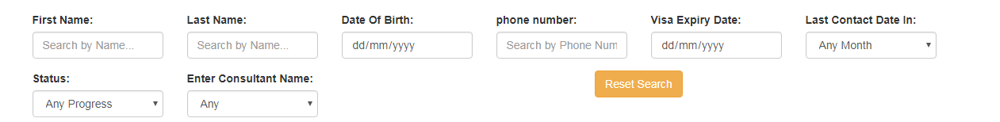 First Name: Last Name: Date Of Birth: phone number: Visa Expiry Date: Last Contact Date In:
Search by Name... Search by Name... dd/mm/yyyy Search by Phone Num dd/mm/yyyy Any Month
Status: Enter Consultant Name:
Reset Search
Any Progress Any